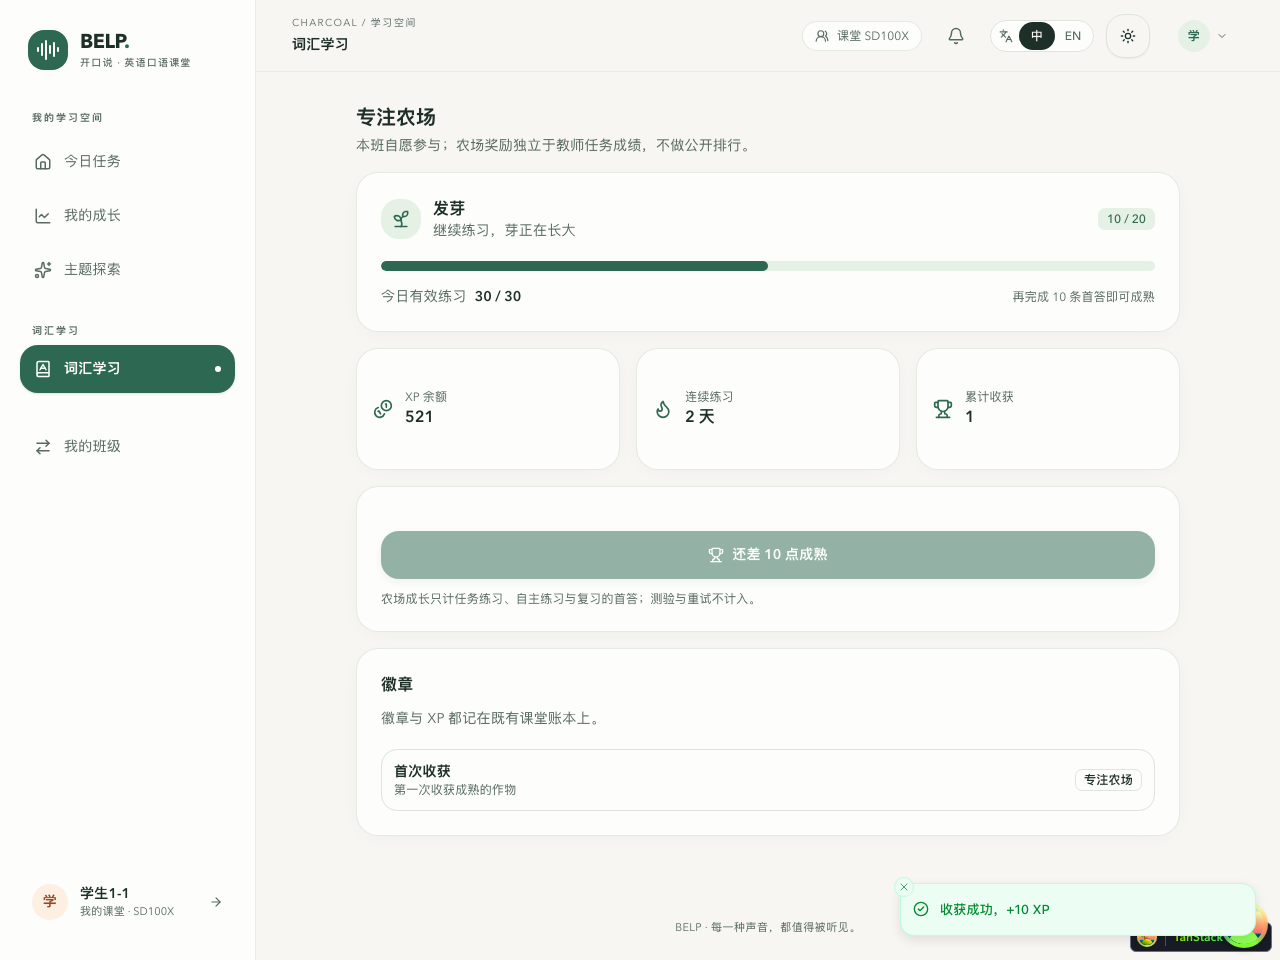 BELP.
开口说 · 英语口语课堂
我的学习空间
今日任务
我的成长
主题探索
词汇学习
词汇学习
我的班级
学
学生1-1
我的课堂 · SD100X
CHARCOAL / 学习空间
词汇学习
课堂 SD100X
中
EN
学
专注农场
本班自愿参与；农场奖励独立于教师任务成绩，不做公开排行。
发芽
继续练习，芽正在长大
10 / 20
今日有效练习 30 / 30
再完成 10 条首答即可成熟
XP 余额
521
连续练习
2 天
累计收获
1
还差 10 点成熟
农场成长只计任务练习、自主练习与复习的首答；测验与重试不计入。
徽章
徽章与 XP 都记在既有课堂账本上。
首次收获
第一次收获成熟的作物
专注农场
BELP · 每一种声音，都值得被听见。
收获成功，+10 XP
TanStack